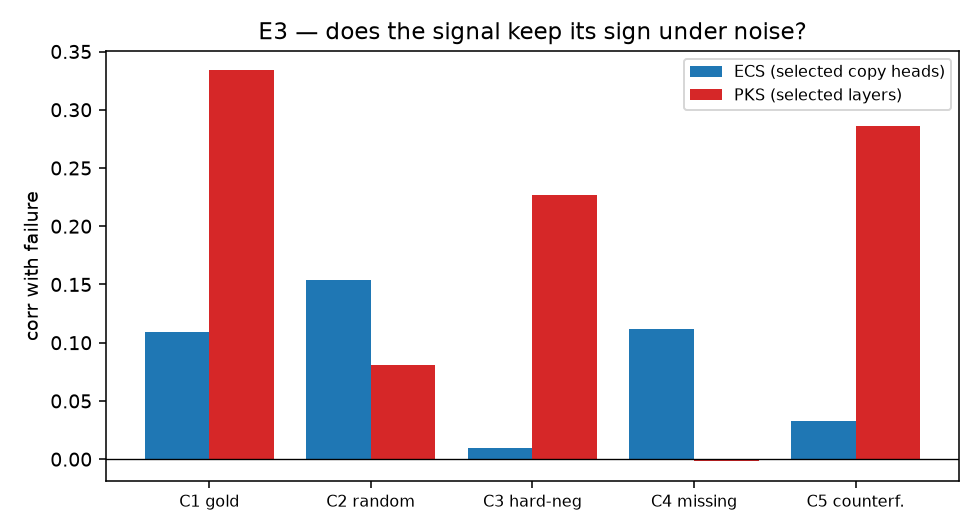 E3 — does the signal keep its sign under noise?
ECS (selected copy heads)
PKS (selected layers)
corr with failure
0.35
0.30
0.25
0.20
0.15
0.10
0.05
0.00
C1 gold
C2 random
C3 hard-neg
C4 missing
C5 counterf.